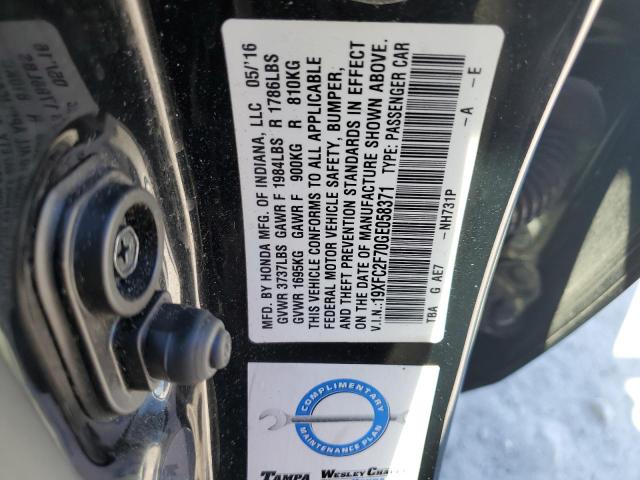 MFD. BY HONDA MFG. OF INDIANA, LLC 05/'16
GVWR 3737LBS GAWR F 1984LBS R 1786LBS
GVWR 1695KG GAWR F 900KG R 810KG
THIS VEHICLE CONFORMS TO ALL APPLICABLE
FEDERAL MOTOR VEHICLE SAFETY, BUMPER,
AND THEFT PREVENTION STANDARDS IN EFFECT
ON THE DATE OF MANUFACTURE SHOWN ABOVE.
V.I.N.:19XFC2F70GE058371 TYPE: PASSENGER CAR
TBA G AE7 - NH731P - A - E
COMPLIMENTARY
MAINTENANCE PLAN
TAMPA WESLEY